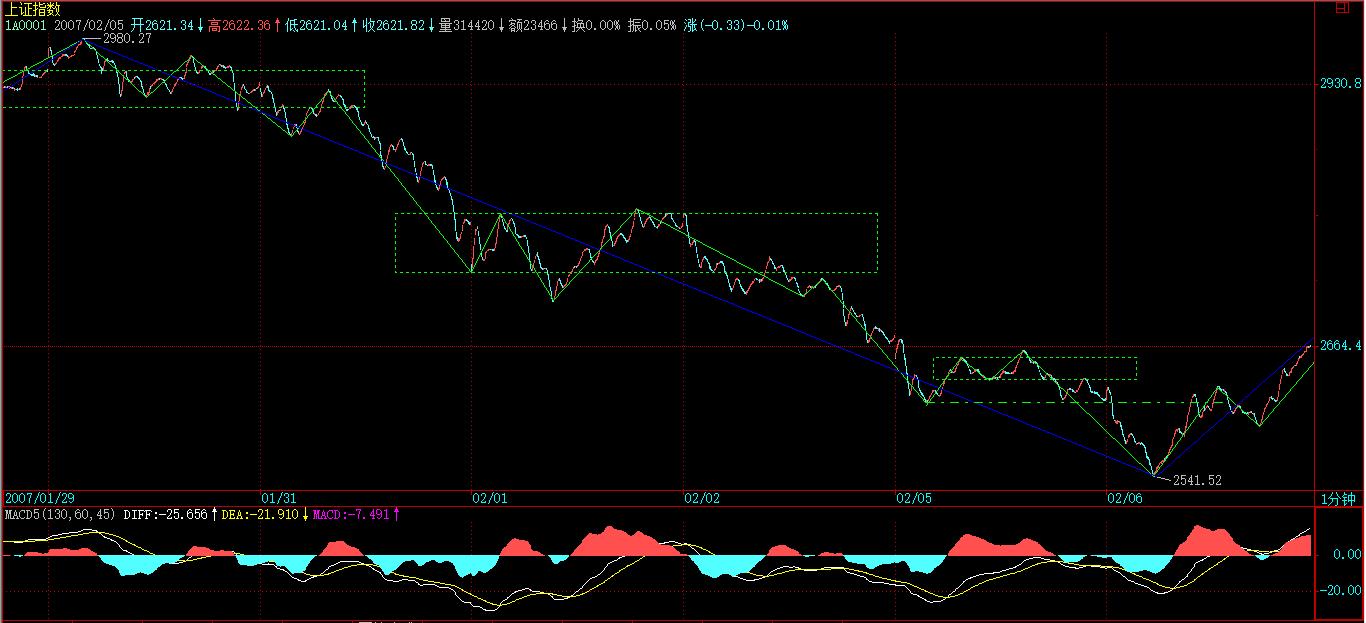 上证指数
1A0001 2007/02/05 开2621.34↓高2622.36↑低2621.04↑收2621.82↓量314420↓额23466↓换0.00% 振0.05% 涨(-0.33)-0.01%
2980.27
2930.8
2664.4
2541.52
2007/01/29 01/31 02/01 02/02 02/05 02/06 1分钟
MACD5(130,60,45) DIFF:-25.656↑DEA:-21.910↓MACD:-7.491↑
0.00
-20.00